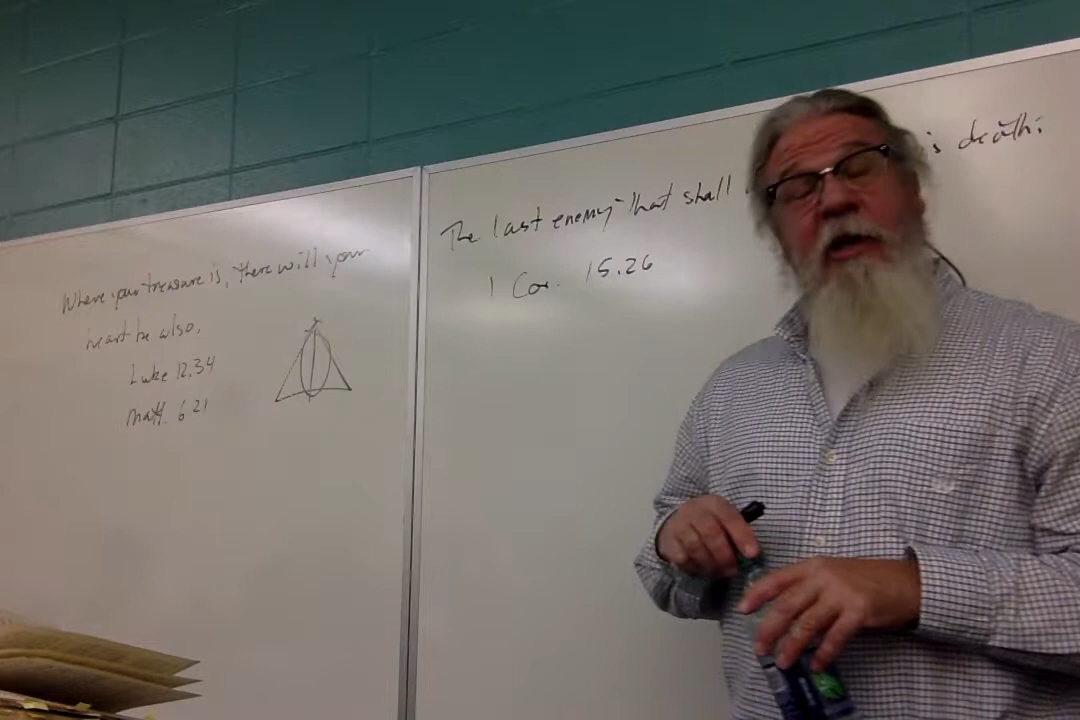 Where your treasure is, there will your
heart be also.
Luke 12.34
Matt. 6 21
The last enemy that shall is death:
1 Cor. 15.26